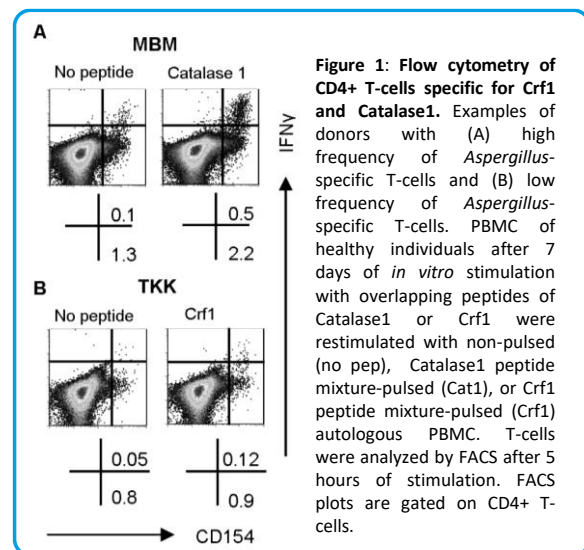 A
MBM
No peptide
Catalase 1
0.1
1.3
0.5
2.2
IFNγ
B
TKK
No peptide
Crf1
0.05
0.8
0.12
0.9
CD154
Figure 1: Flow cytometry of
CD4+ T-cells specific for Crf1
and Catalase1. Examples of
donors with (A) high
frequency of Aspergillus-
specific T-cells and (B) low
frequency of Aspergillus-
specific T-cells. PBMC of
healthy individuals after 7
days of in vitro stimulation
with overlapping peptides of
Catalase1 or Crf1 were
restimulated with non-pulsed
(no pep), Catalase1 peptide
mixture-pulsed (Cat1), or Crf1
peptide mixture-pulsed (Crf1)
autologous PBMC. T-cells
were analyzed by FACS after 5
hours of stimulation. FACS
plots are gated on CD4+ T-
cells.